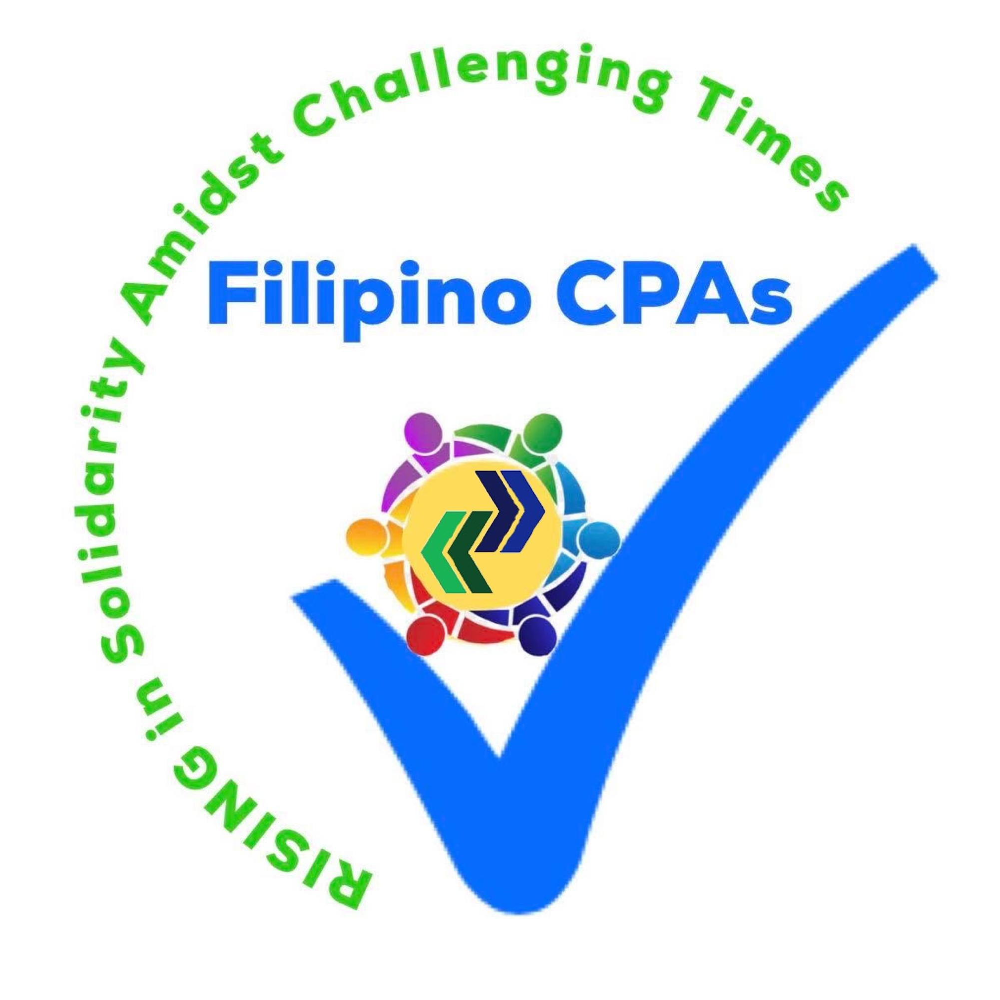 RISING in Solidarity Amidst Challenging Times
Filipino CPAs